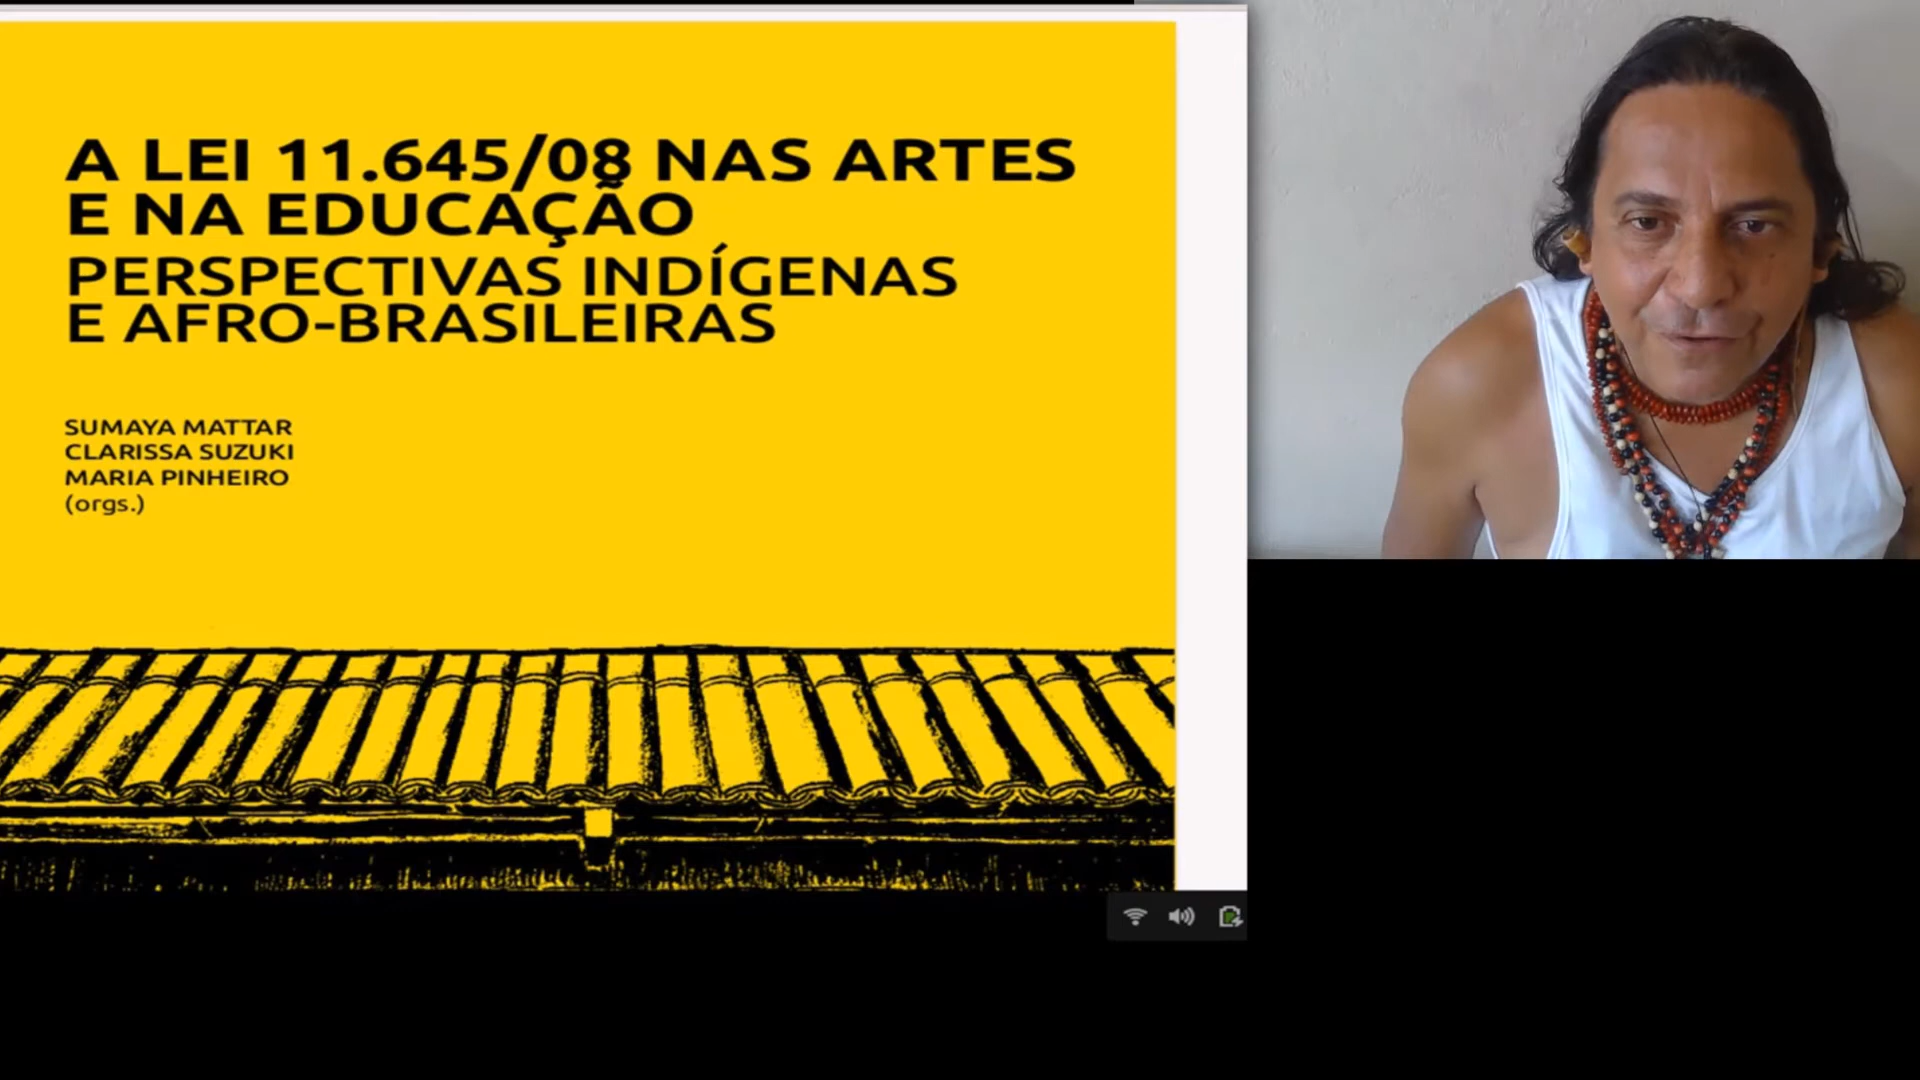 A LEI 11.645/08 NAS ARTES
E NA EDUCAÇÃO
PERSPECTIVAS INDÍGENAS
E AFRO-BRASILEIRAS
SUMAYA MATTAR
CLARISSA SUZUKI
MARIA PINHEIRO
(orgs.)